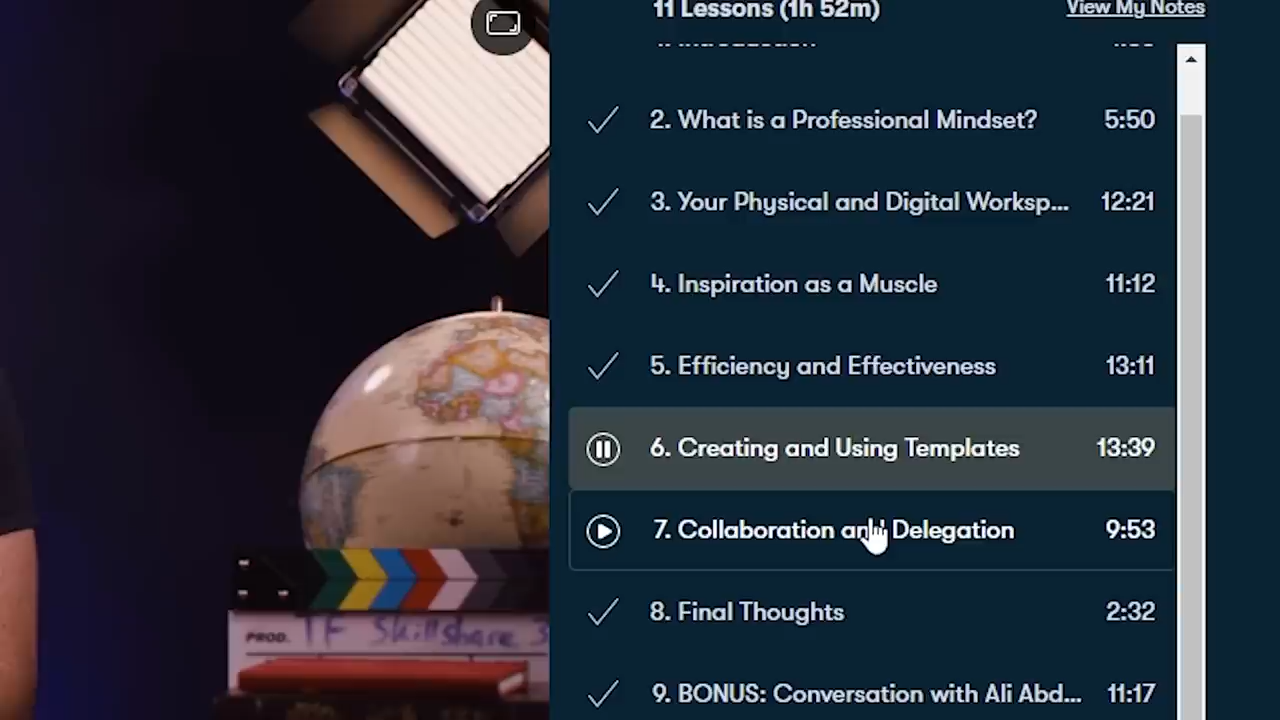 11 Lessons (1h 52m)
View My Notes
2. What is a Professional Mindset?
5:50
3. Your Physical and Digital Worksp...
12:21
4. Inspiration as a Muscle
11:12
5. Efficiency and Effectiveness
13:11
6. Creating and Using Templates
13:39
7. Collaboration and Delegation
9:53
8. Final Thoughts
2:32
9. BONUS: Conversation with Ali Abd...
11:17
PROD. TF Skillshare 3